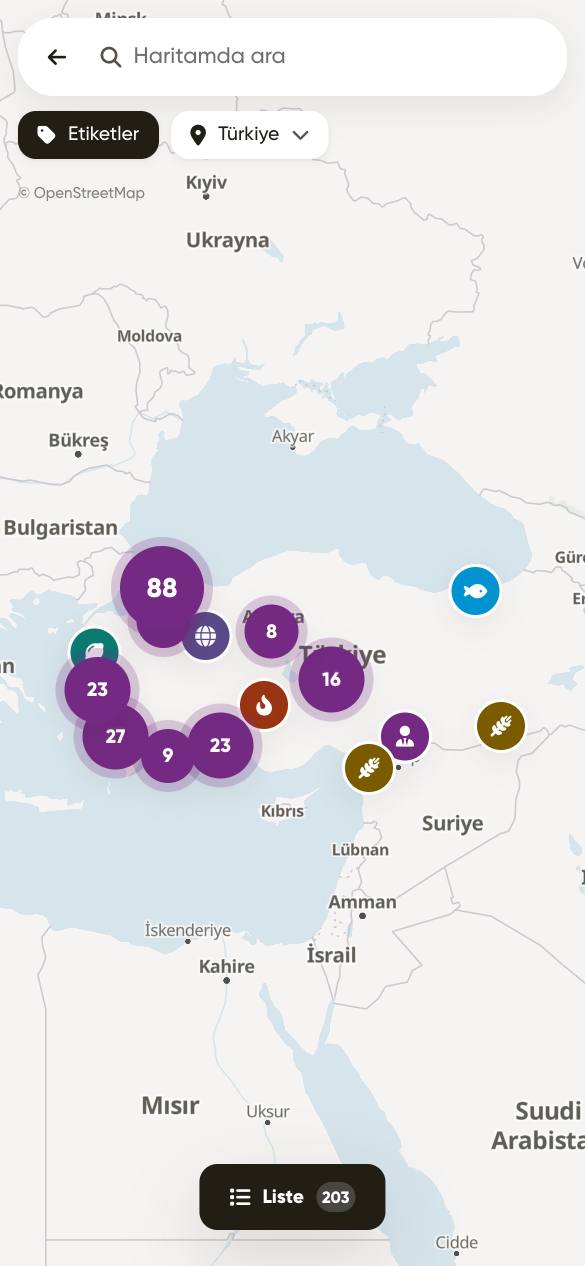 Minsk
Haritamda ara
Etiketler
Türkiye
© OpenStreetMap
Kıyiv
Ukrayna
Moldova
Romanya
Akyar
Bükreş
Bulgaristan
88
8
Türkiye
16
23
27
9
23
Kıbrıs
Suriye
Lübnan
Amman
İskenderiye
İsrail
Kahire
Mısır
Uksur
Suudi
Arabista
Liste 203
Cidde